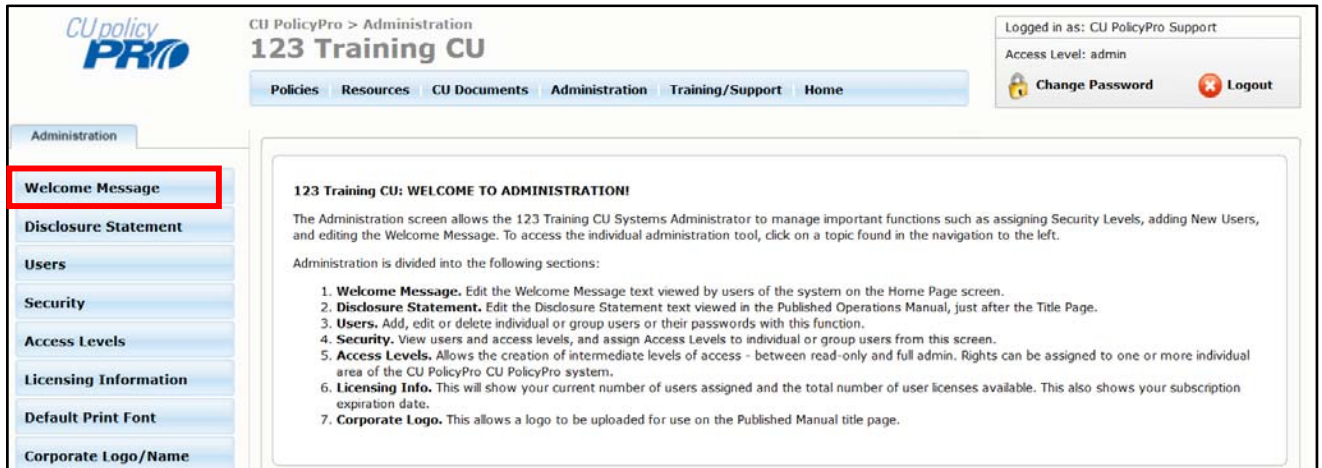 CU policy
PRO
CU PolicyPro > Administration
123 Training CU
Logged in as: CU PolicyPro Support
Access Level: admin
Change Password Logout
Policies Resources CU Documents Administration Training/Support Home
Administration
Welcome Message
Disclosure Statement
Users
Security
Access Levels
Licensing Information
Default Print Font
Corporate Logo/Name
123 Training CU: WELCOME TO ADMINISTRATION!
The Administration screen allows the 123 Training CU Systems Administrator to manage important functions such as assigning Security Levels, adding New Users,
and editing the Welcome Message. To access the individual administration tool, click on a topic found in the navigation to the left.
Administration is divided into the following sections:
1. Welcome Message. Edit the Welcome Message text viewed by users of the system on the Home Page screen.
2. Disclosure Statement. Edit the Disclosure Statement text viewed in the Published Operations Manual, just after the Title Page.
3. Users. Add, edit or delete individual or group users or their passwords with this function.
4. Security. View users and access levels, and assign Access Levels to individual or group users from this screen.
5. Access Levels. Allows the creation of intermediate levels of access - between read-only and full admin. Rights can be assigned to one or more individual
area of the CU PolicyPro CU PolicyPro system.
6. Licensing Info. This will show your current number of users assigned and the total number of user licenses available. This also shows your subscription
expiration date.
7. Corporate Logo. This allows a logo to be uploaded for use on the Published Manual title page.